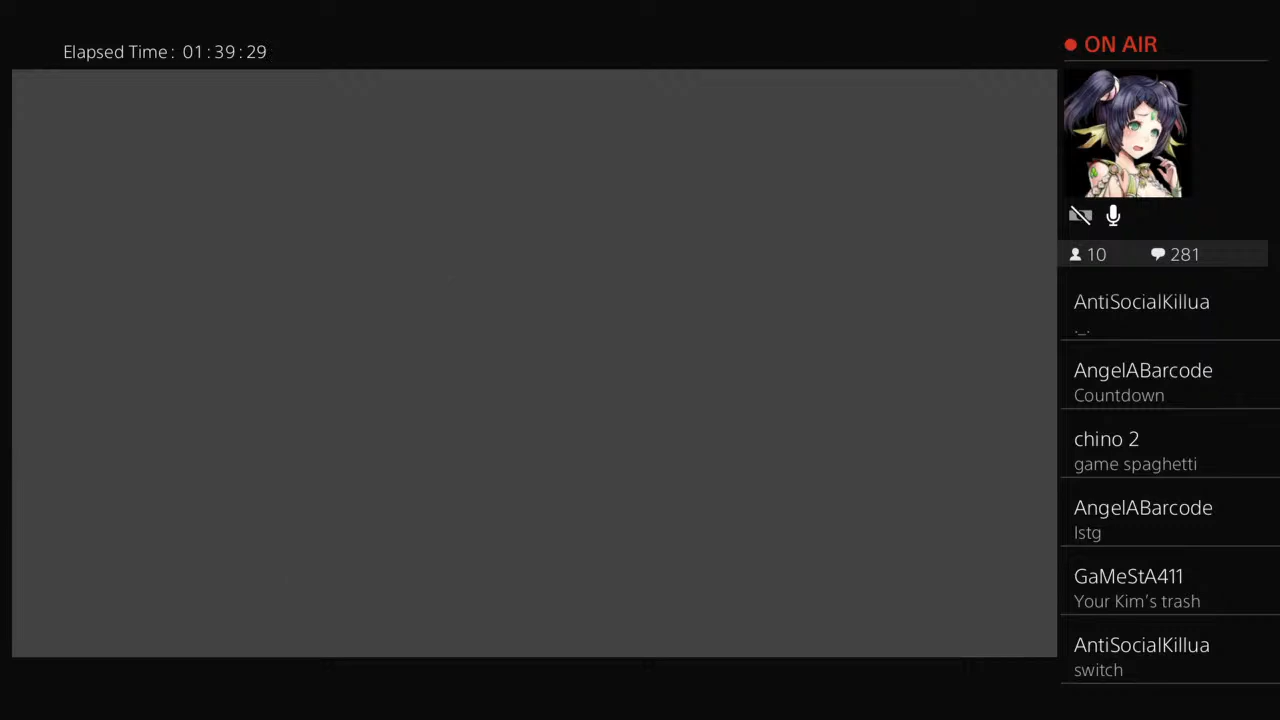 Elapsed Time: 01:39:29
ON AIR
10 281
AntiSocialKillua
._.
AngelABarcode
Countdown
chino 2
game spaghetti
AngelABarcode
lstg
GaMeStA411
Your Kim's trash
AntiSocialKillua
switch